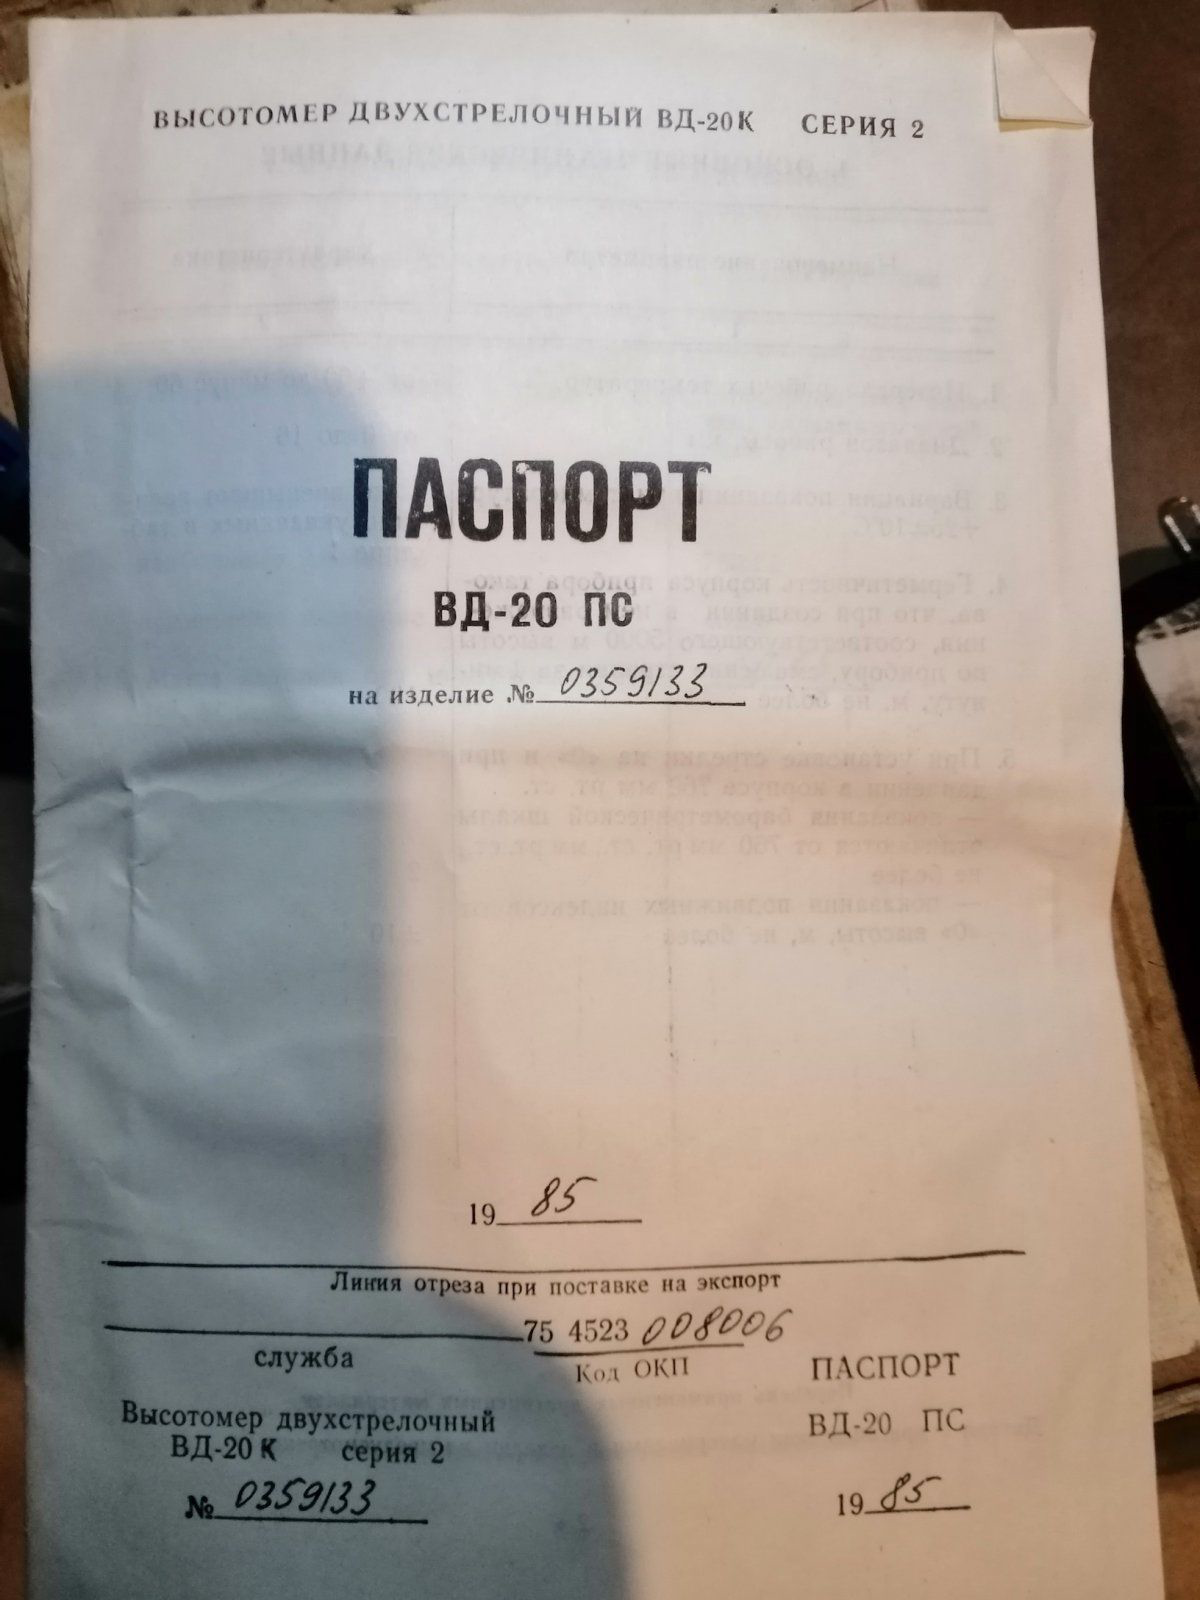 ВЫСОТОМЕР ДВУХСТРЕЛОЧНЫЙ ВД-20К СЕРИЯ 2
ПАСПОРТ
ВД-20 ПС
на изделие № 0359133
19 85
Линия отреза при поставке на экспорт
75 4523 008006
служба
Код ОКП
ПАСПОРТ
Высотомер двухстрелочный
ВД-20 ПС
ВД-20К серия 2
№ 0359133
19 85